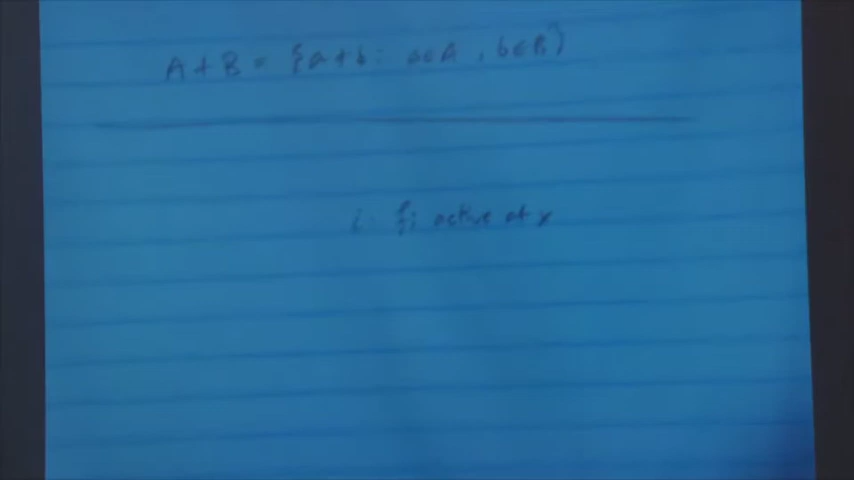 A + B = {a + b : a ∈ A , b ∈ B}
i : fi active at x